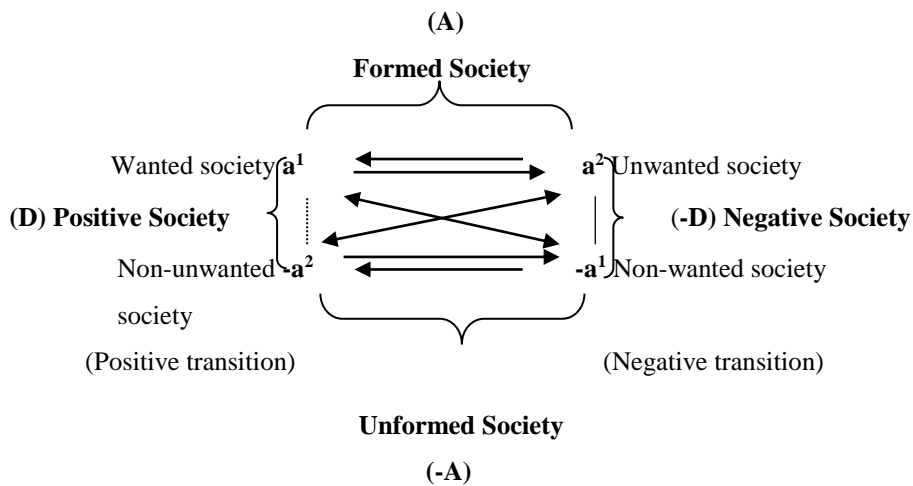 (A)
Formed Society
Wanted society a¹ a² Unwanted society
(D) Positive Society (-D) Negative Society
Non-unwanted -a² -a¹ Non-wanted society
society
(Positive transition) (Negative transition)
Unformed Society
(-A)